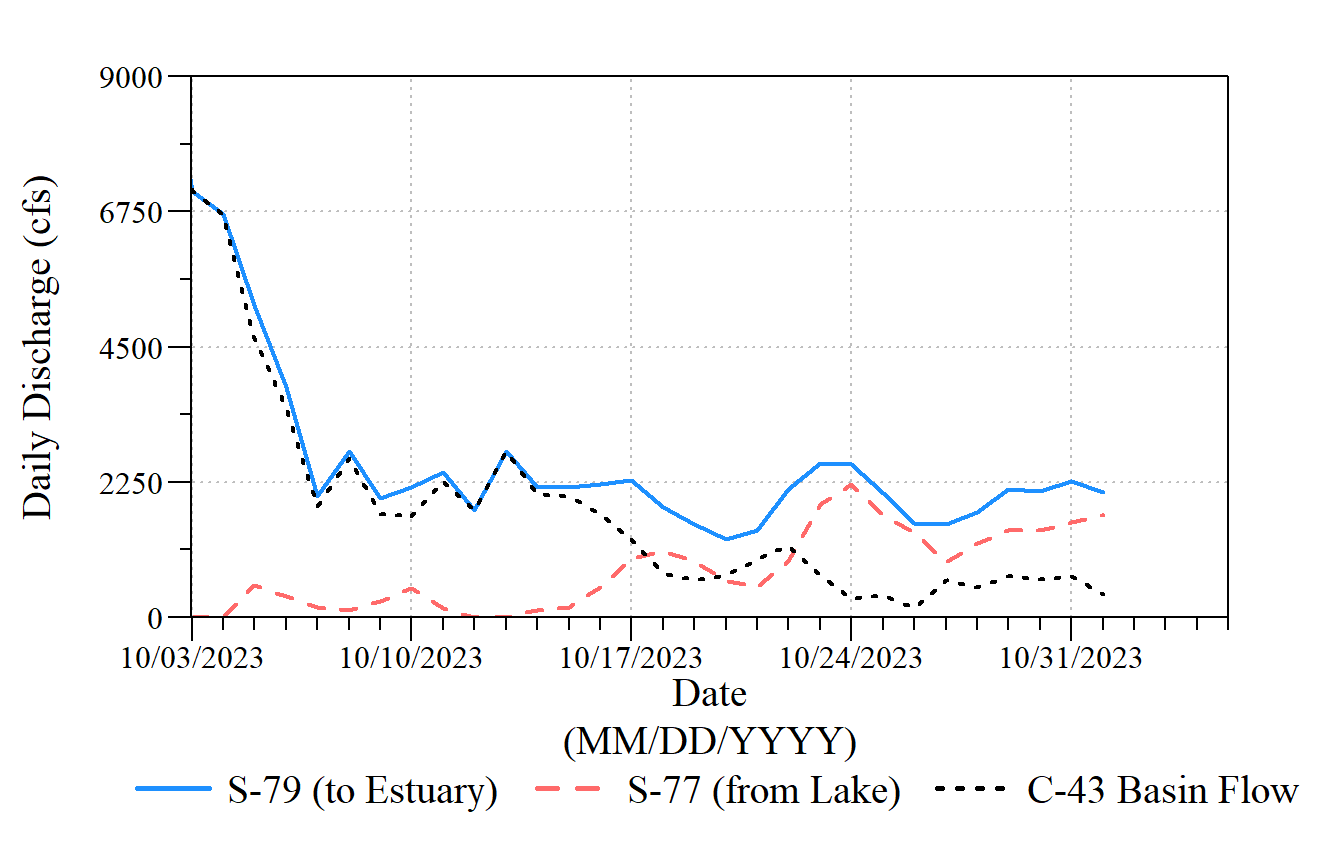 9000
6750
4500
2250
0
Daily Discharge (cfs)
10/03/2023 10/10/2023 10/17/2023 10/24/2023 10/31/2023
Date
(MM/DD/YYYY)
S-79 (to Estuary) S-77 (from Lake) C-43 Basin Flow